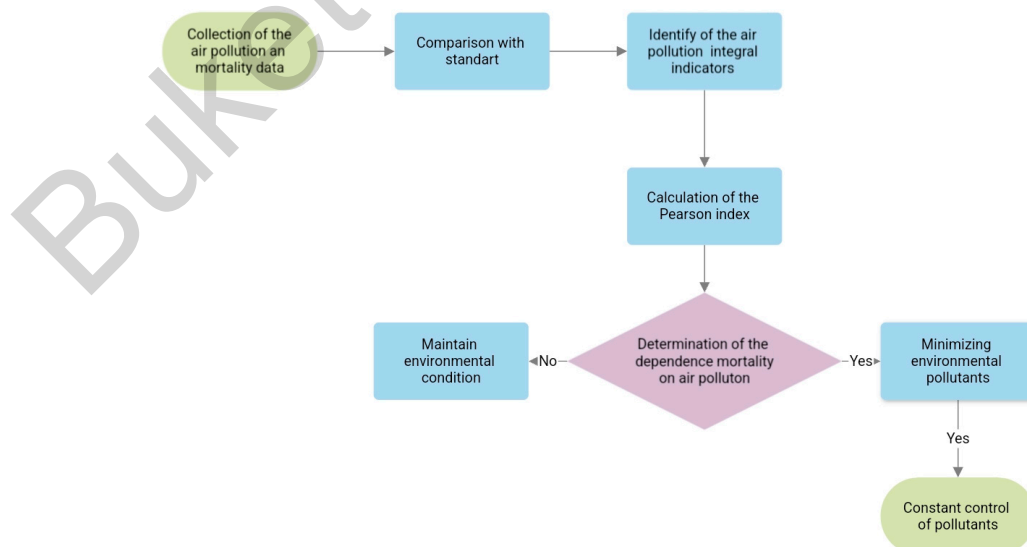 Collection of the
air pollution an
mortality data
Comparison with
standart
Identify of the air
pollution integral
indicators
Calculation of the
Pearson index
Determination of the
dependence mortality
on air polluton
No
Maintain
environmental
condition
Yes
Minimizing
environmental
pollutants
Yes
Constant control
of pollutants
Buket